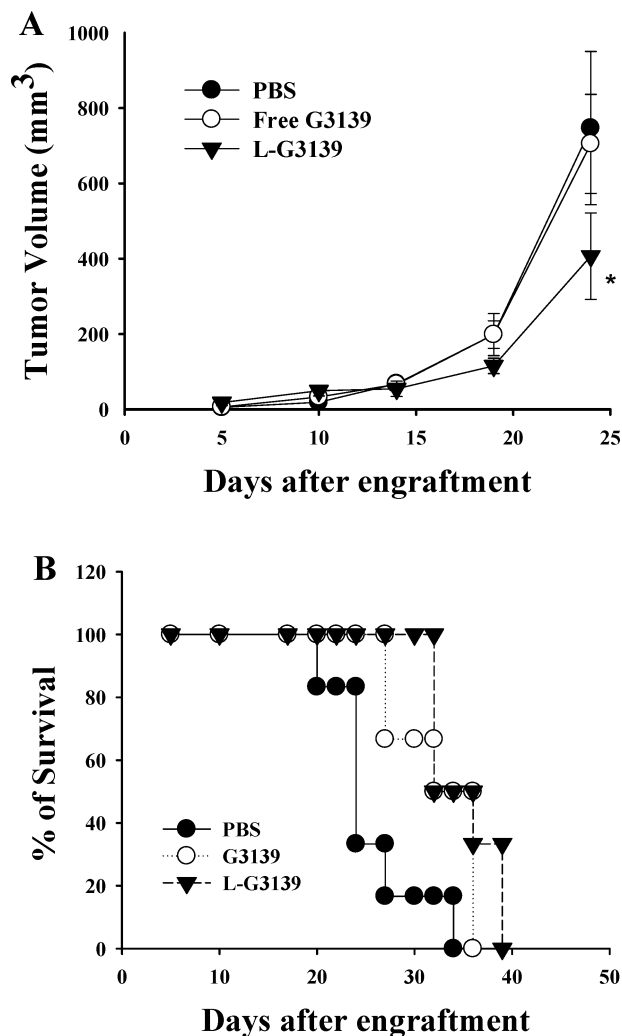 A
1000
800
600
400
200
0
Tumor Volume (mm3)
PBS
Free G3139
L-G3139
*
0 5 10 15 20 25
Days after engraftment
B
120
100
80
60
40
20
0
% of Survival
PBS
G3139
L-G3139
0 10 20 30 40 50
Days after engraftment